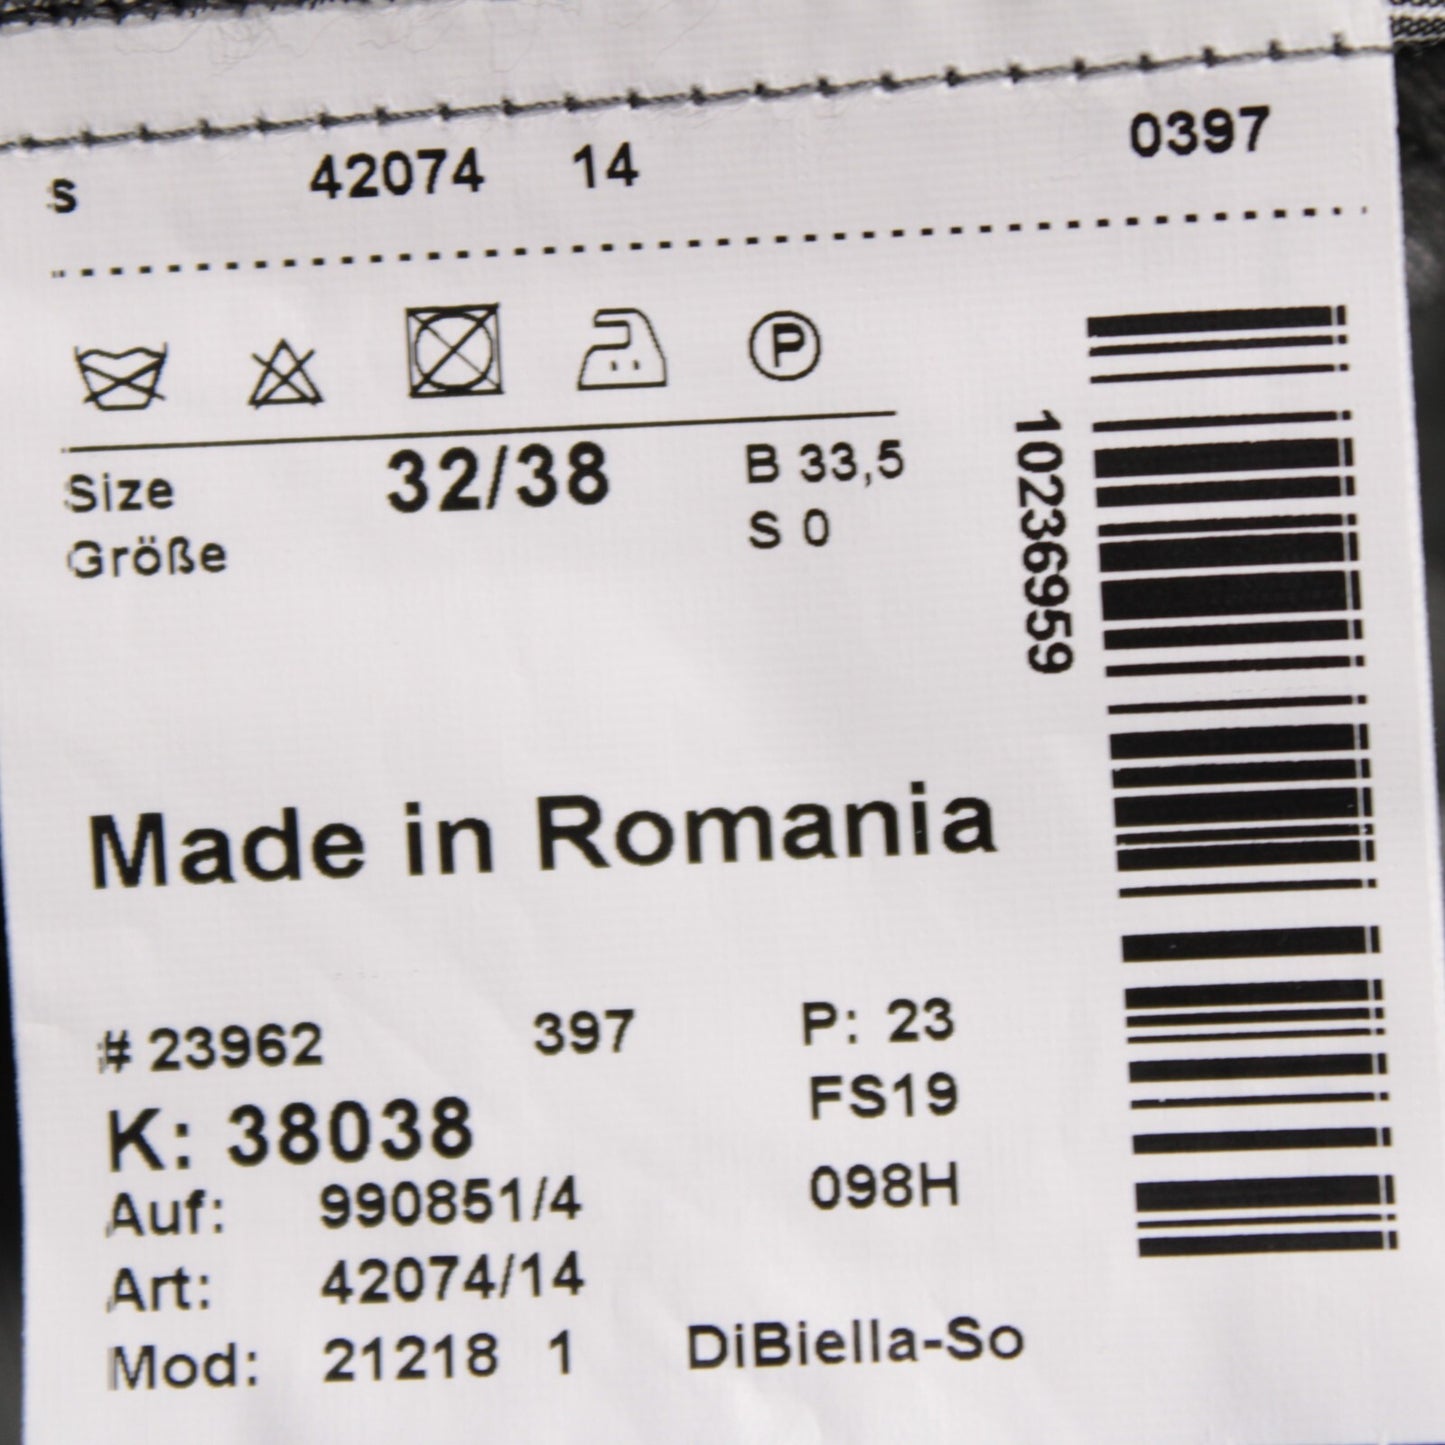 s 42074 14 0397
P
Size 32/38 B 33,5
Größe S 0
10236959
Made in Romania
# 23962 397 P: 23
K: 38038 FS19
Auf: 990851/4 098H
Art: 42074/14
Mod: 21218 1 DiBiella-So